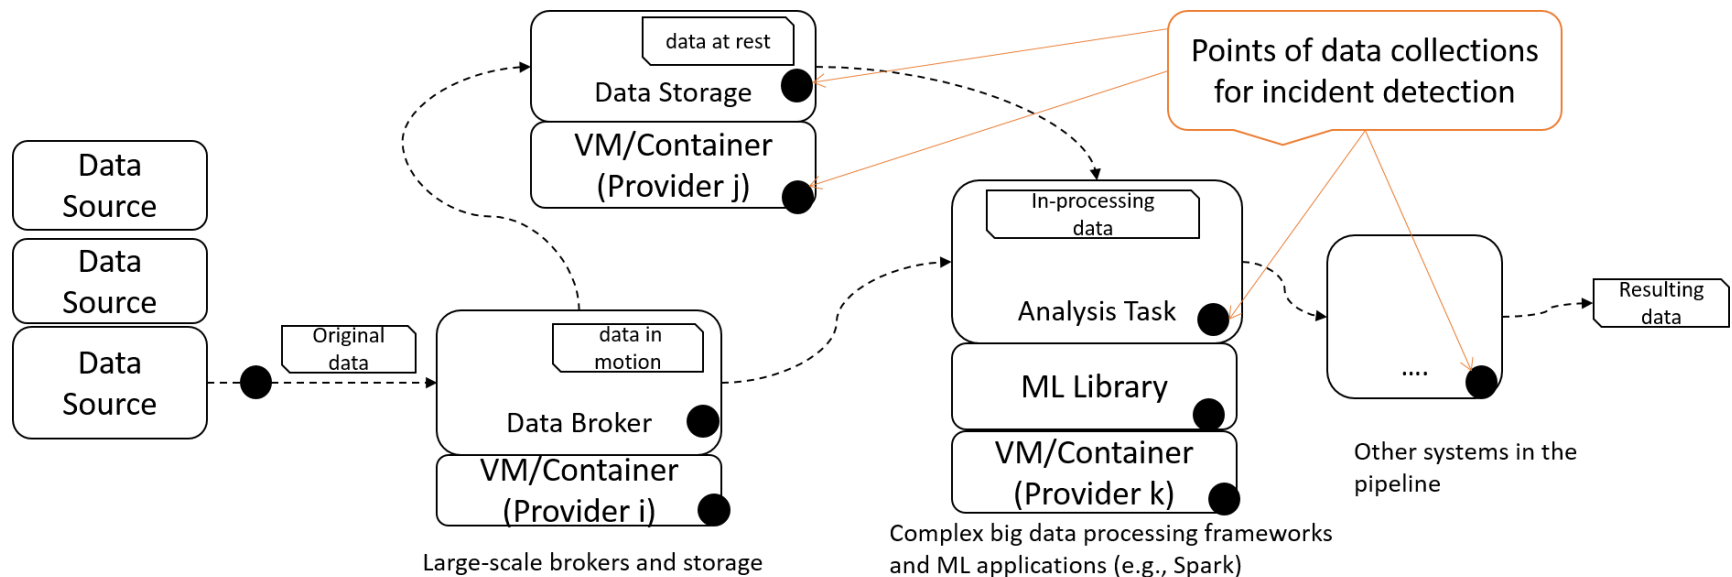 data at rest
Data Storage
VM/Container
(Provider j)
Points of data collections
for incident detection
Data
Source
Data
Source
Data
Source
Original
data
data in
motion
Data Broker
VM/Container
(Provider i)
Large-scale brokers and storage
In-processing
data
Analysis Task
ML Library
VM/Container
(Provider k)
Complex big data processing frameworks
and ML applications (e.g., Spark)
....
Other systems in the
pipeline
Resulting
data